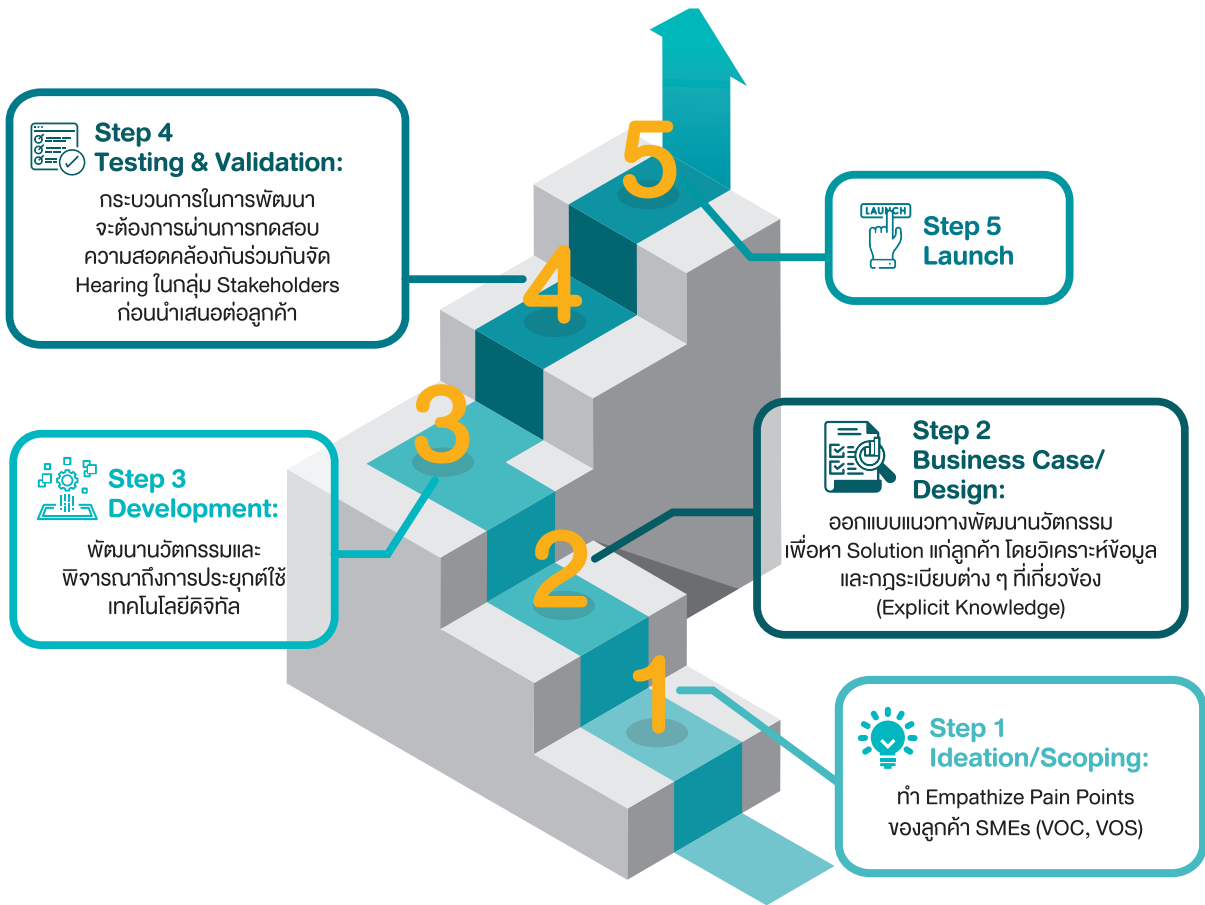 Step 4
Testing & Validation:
กระบวนการในการพัฒนา
จะต้องการผ่านการทดสอบ
ความสอดคล้องกันร่วมกันจัด
Hearing ในกลุ่ม Stakeholders
ก่อนนำเสนอต่อลูกค้า
5
LAUNCH
Step 5
Launch
4
3
Step 3
Development:
พัฒนานวัตกรรมและ
พิจารณาถึงการประยุกต์ใช้
เทคโนโลยีดิจิทัล
Step 2
Business Case/
Design:
ออกแบบแนวทางพัฒนานวัตกรรม
เพื่อหา Solution แก่ลูกค้า โดยวิเคราะห์ข้อมูล
และกฎระเบียบต่าง ๆ ที่เกี่ยวข้อง
(Explicit Knowledge)
2
1
Step 1
Ideation/Scoping:
ทำ Empathize Pain Points
ของลูกค้า SMEs (VOC, VOS)